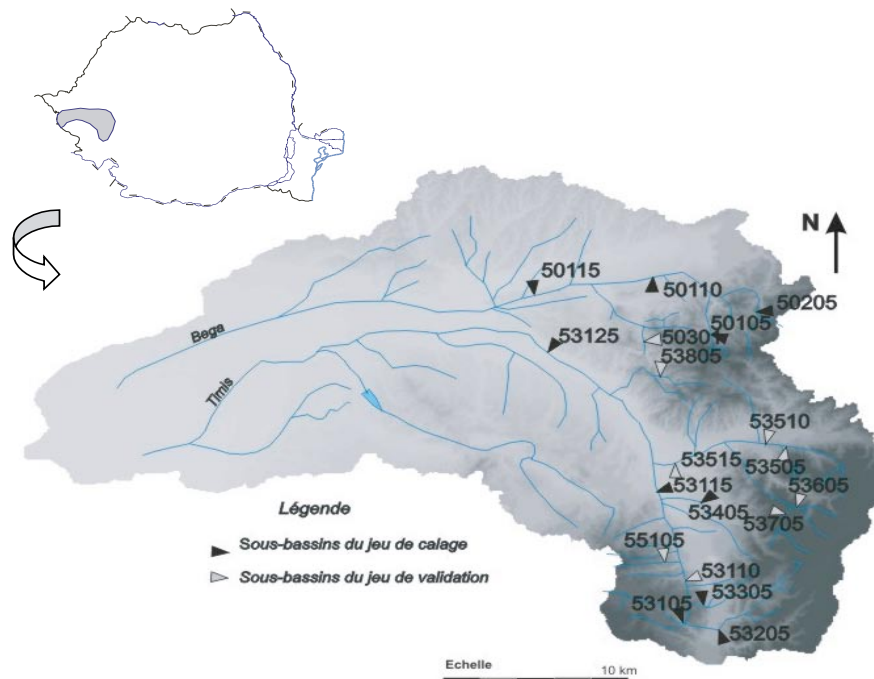 N
50115
50110
50205
50105
Bega
53125
50301
53805
Timis
53510
53515
53505
53115
53605
Légende
53405
53705
Sous-bassins du jeu de calage
55105
Sous-bassins du jeu de validation
53110
53305
53105
53205
Echelle
10 km